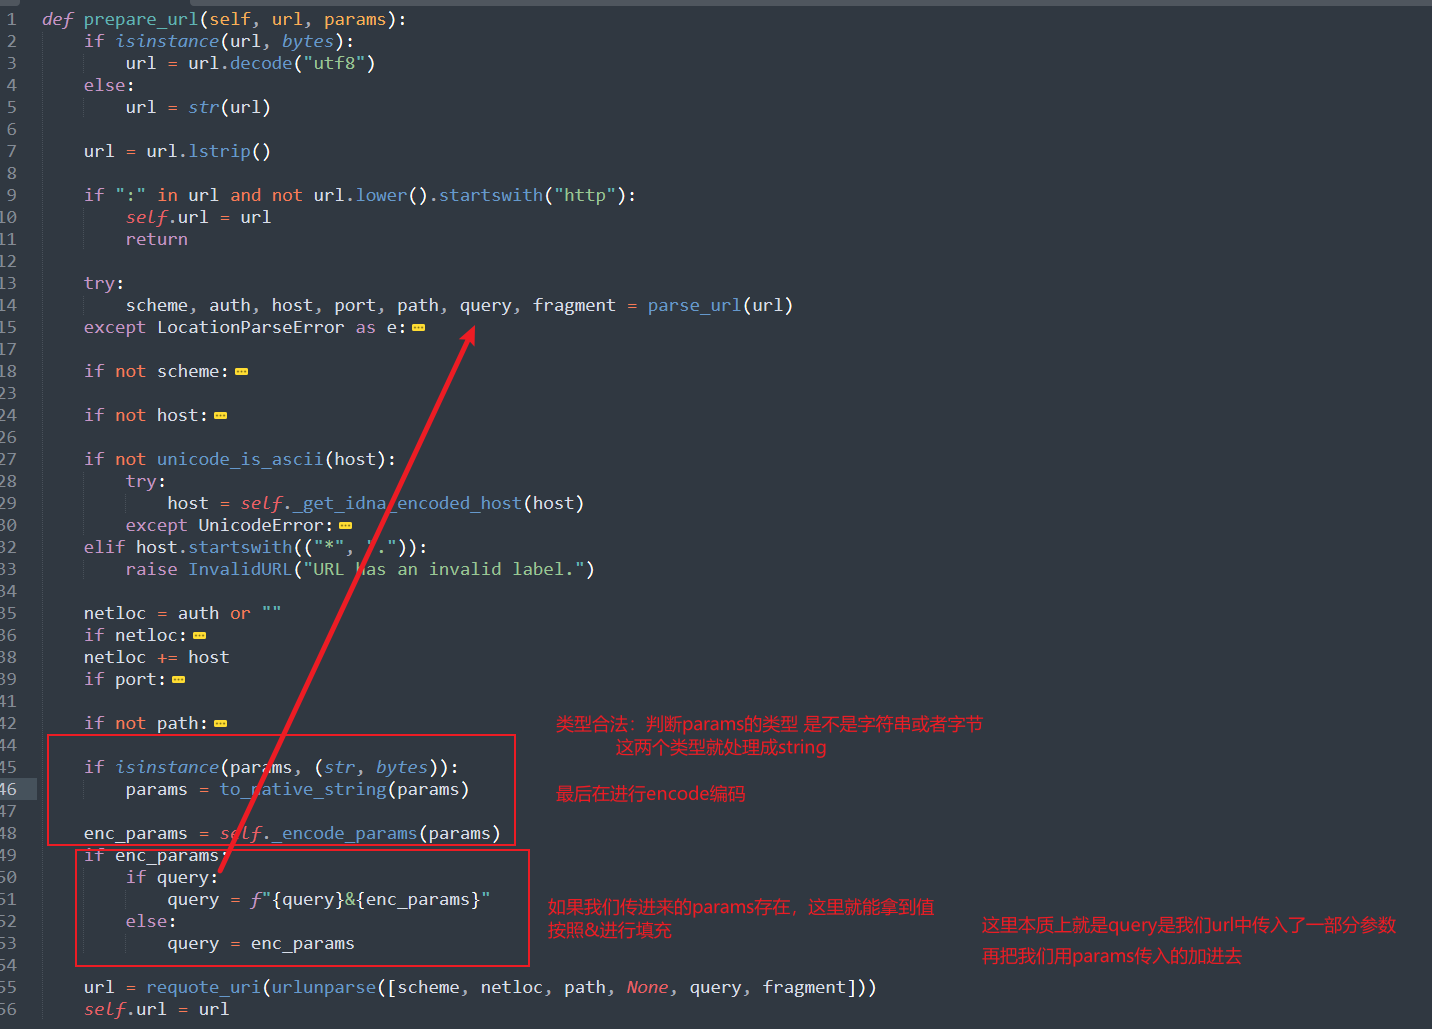 1 def prepare_url(self, url, params):
2 if isinstance(url, bytes):
3 url = url.decode("utf8")
4 else:
5 url = str(url)
6
7 url = url.lstrip()
8
9 if ":" in url and not url.lower().startswith("http"):
10 self.url = url
11 return
12
13 try:
14 scheme, auth, host, port, path, query, fragment = parse_url(url)
15 except LocationParseError as e:
17
18 if not scheme:
23
24 if not host:
26
27 if not unicode_is_ascii(host):
28 try:
29 host = self._get_idna_encoded_host(host)
30 except UnicodeError:
32 elif host.startswith(("*", ".")):
33 raise InvalidURL("URL has an invalid label.")
34
35 netloc = auth or ""
36 if netloc:
38 netloc += host
39 if port:
41
42 if not path:
类型合法：判断params的类型 是不是字符串或者字节
44
这两个类型就处理成string
45 if isinstance(params, (str, bytes)):
46 params = to_native_string(params)
最后在进行encode编码
47
48 enc_params = self._encode_params(params)
49 if enc_params:
50 if query:
51 query = f"{query}&{enc_params}"
如果我们传进来的params存在，这里就能拿到值
按照&进行填充
52 else:
这里本质上就是query是我们url中传入了一部分参数
再把我们用params传入的加进去
53 query = enc_params
54
55 url = requote_uri(urlunparse([scheme, netloc, path, None, query, fragment]))
56 self.url = url